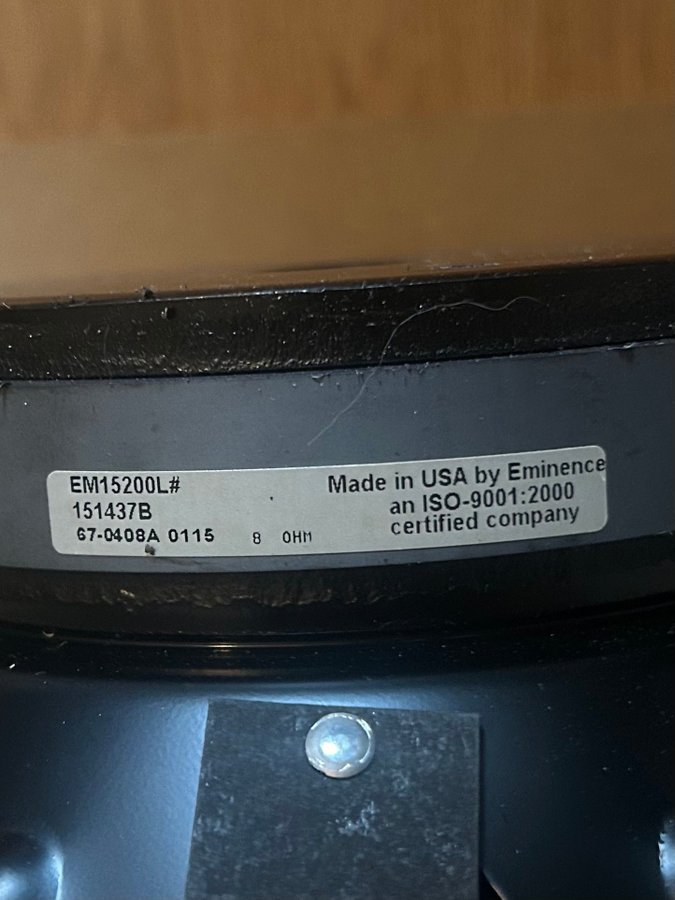 EM15200L#
151437B
67-0408A 0115 8 OHM
Made in USA by Eminence
an ISO-9001:2000
certified company